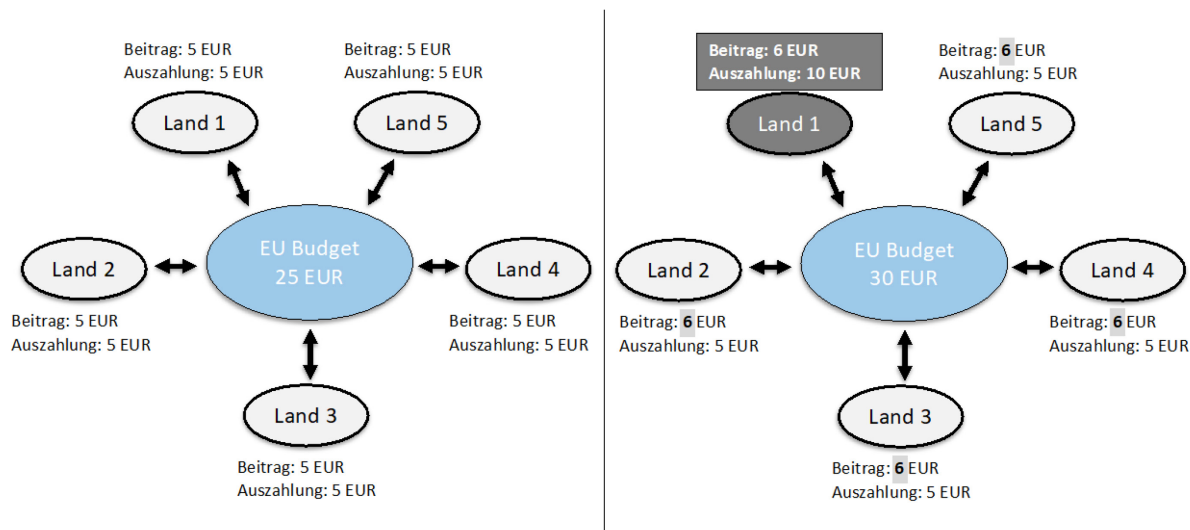 Beitrag: 5 EUR
Auszahlung: 5 EUR
Land 1
Beitrag: 5 EUR
Auszahlung: 5 EUR
Land 5
EU Budget
25 EUR
Land 2
Beitrag: 5 EUR
Auszahlung: 5 EUR
Land 4
Beitrag: 5 EUR
Auszahlung: 5 EUR
Land 3
Beitrag: 5 EUR
Auszahlung: 5 EUR
Beitrag: 6 EUR
Auszahlung: 10 EUR
Land 1
Beitrag: 6 EUR
Auszahlung: 5 EUR
Land 5
EU Budget
30 EUR
Land 2
Beitrag: 6 EUR
Auszahlung: 5 EUR
Land 4
Beitrag: 6 EUR
Auszahlung: 5 EUR
Land 3
Beitrag: 6 EUR
Auszahlung: 5 EUR